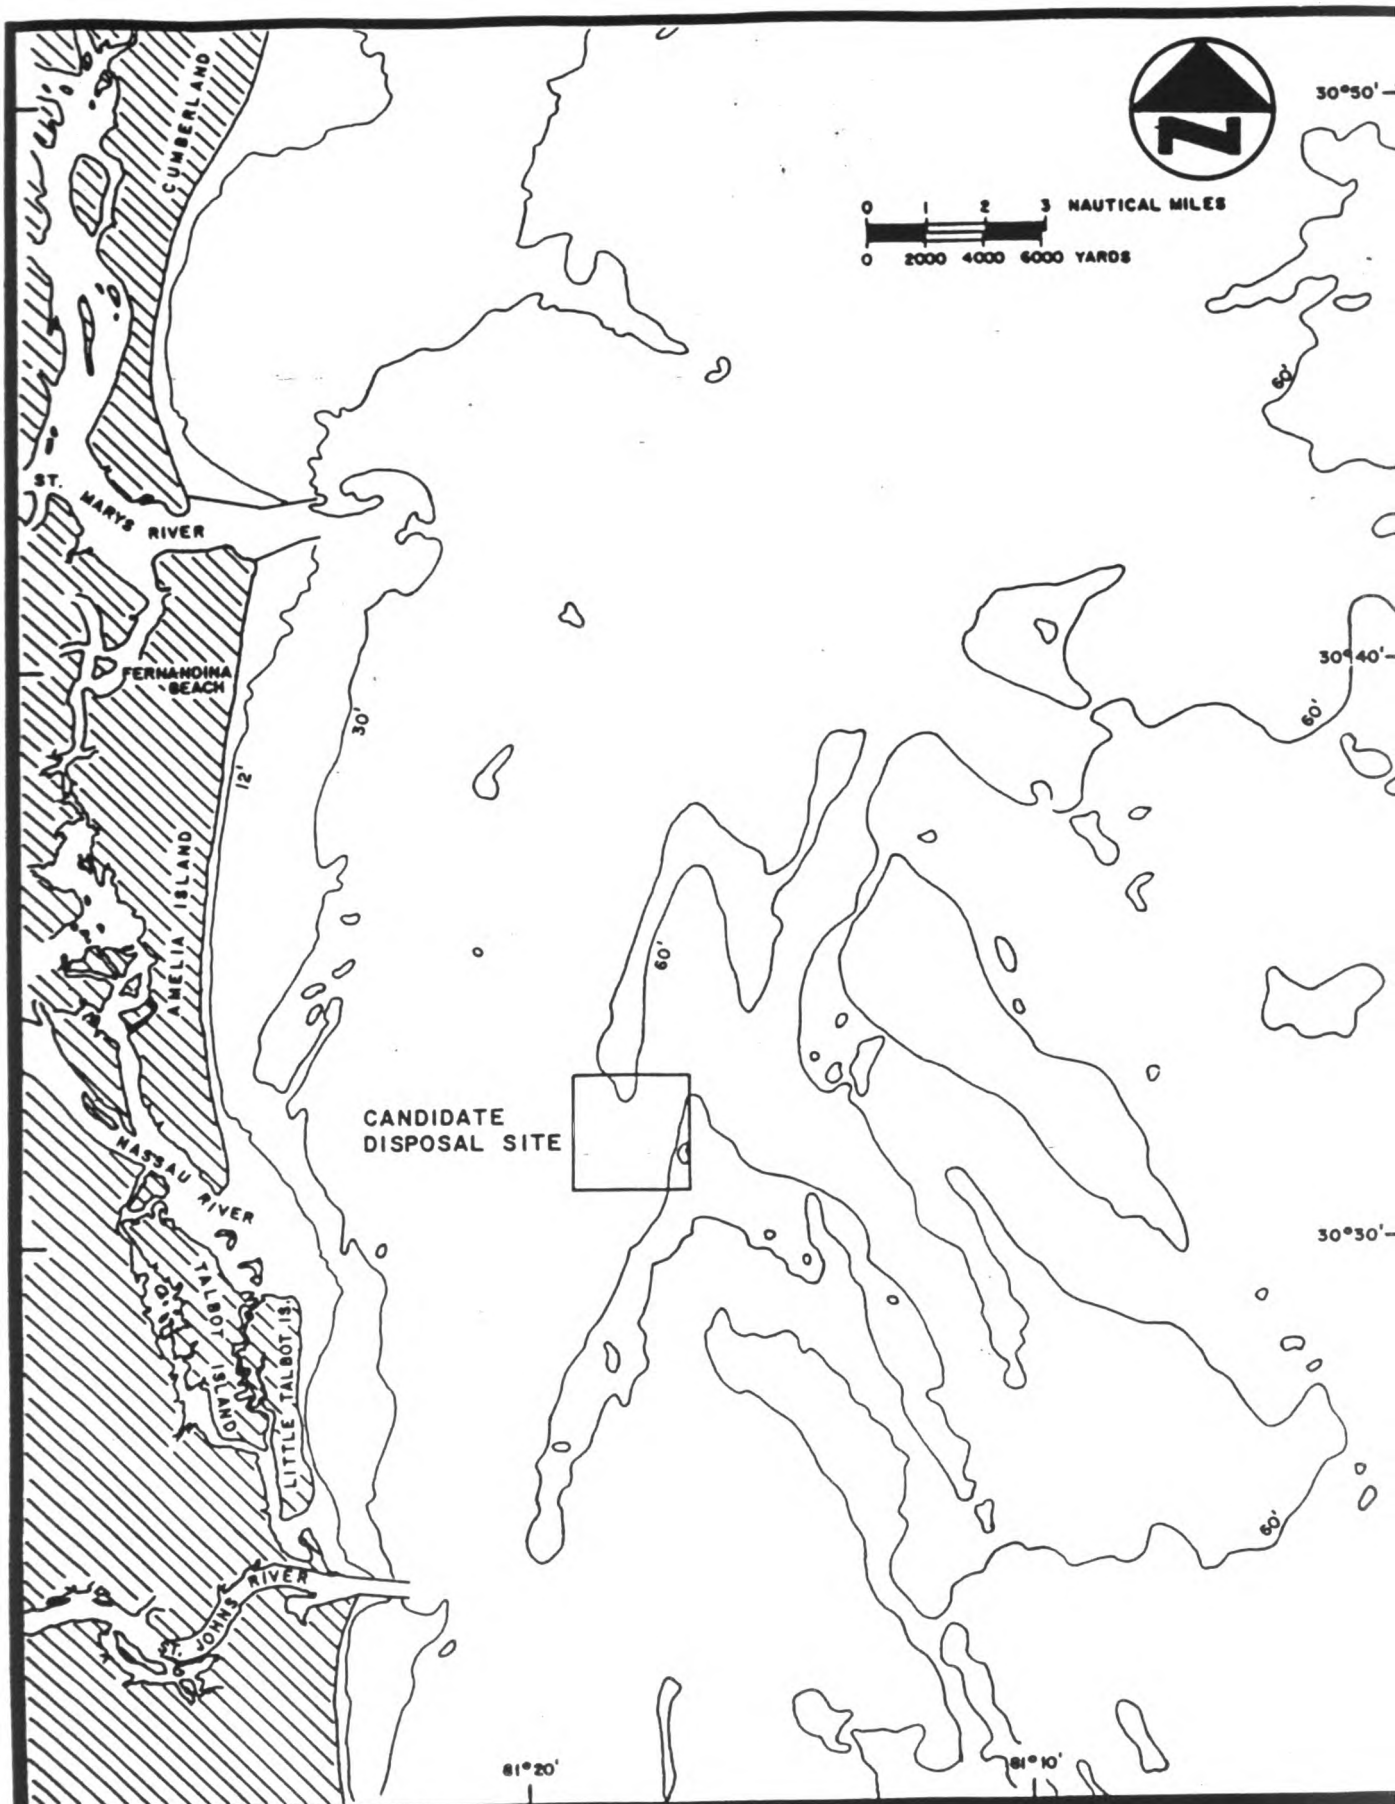 CUMBERLAND
N
30°50'
0 1 2 3 NAUTICAL MILES
0 2000 4000 6000 YARDS
60'
ST. MARYS RIVER
30°40'
FERNANDINA
BEACH
30'
60'
12'
AMELIA ISLAND
60'
CANDIDATE
DISPOSAL SITE
NASSAU RIVER
30°30'
TALBOT ISLAND
LITTLE TALBOT IS.
60'
ST. JOHNS RIVER
81°20'
81°10'